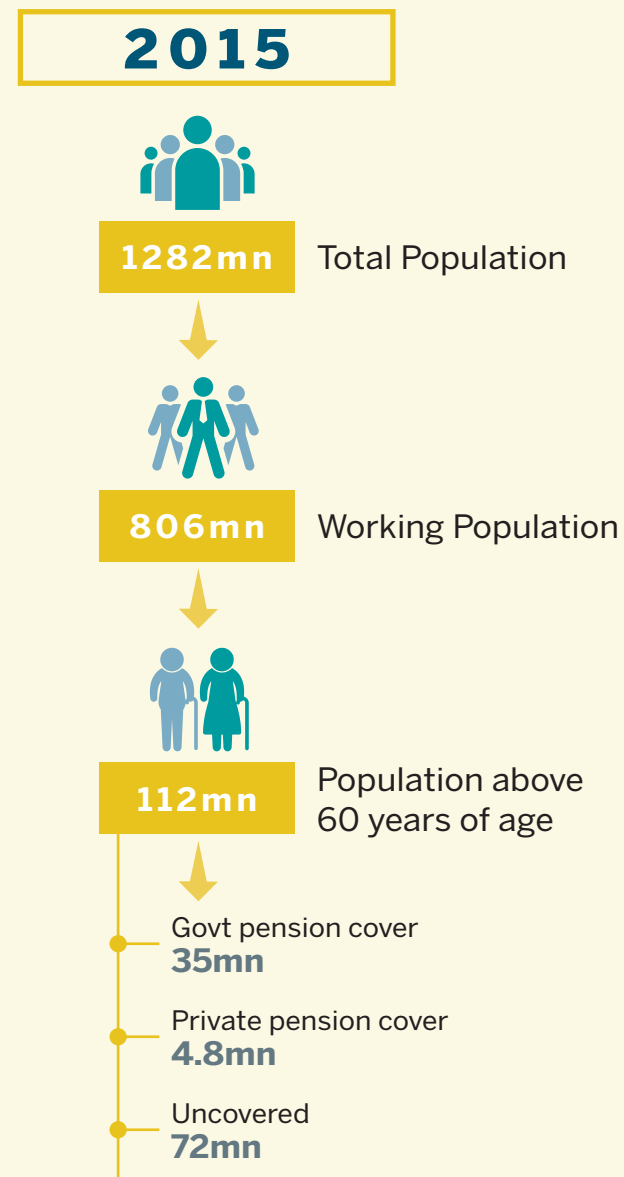 2015
1282mn
Total Population
806mn
Working Population
112mn
Population above
60 years of age
Govt pension cover
35mn
Private pension cover
4.8mn
Uncovered
72mn